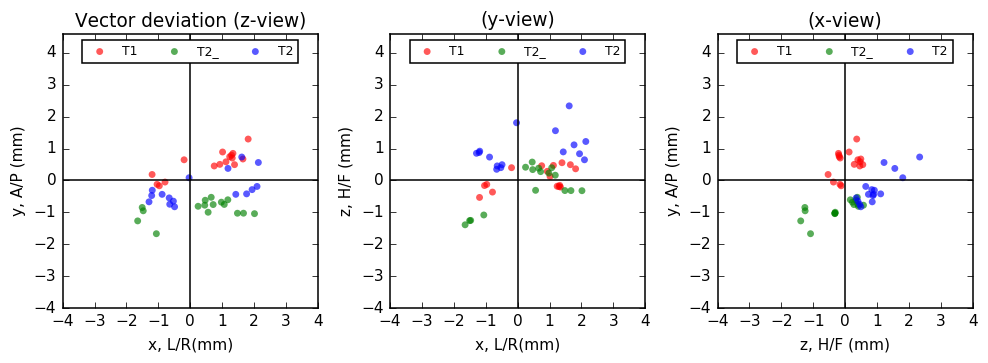 Vector deviation (z-view)
T1 T2_ T2
4
3
2
1
0
−1
−2
−3
−4
y, A/P (mm)
−4 −3 −2 −1 0 1 2 3 4
x, L/R(mm)
(y-view)
T1 T2_ T2
4
3
2
1
0
−1
−2
−3
−4
z, H/F (mm)
−4 −3 −2 −1 0 1 2 3 4
x, L/R(mm)
(x-view)
T1 T2_ T2
4
3
2
1
0
−1
−2
−3
−4
y, A/P (mm)
−4 −3 −2 −1 0 1 2 3 4
z, H/F (mm)